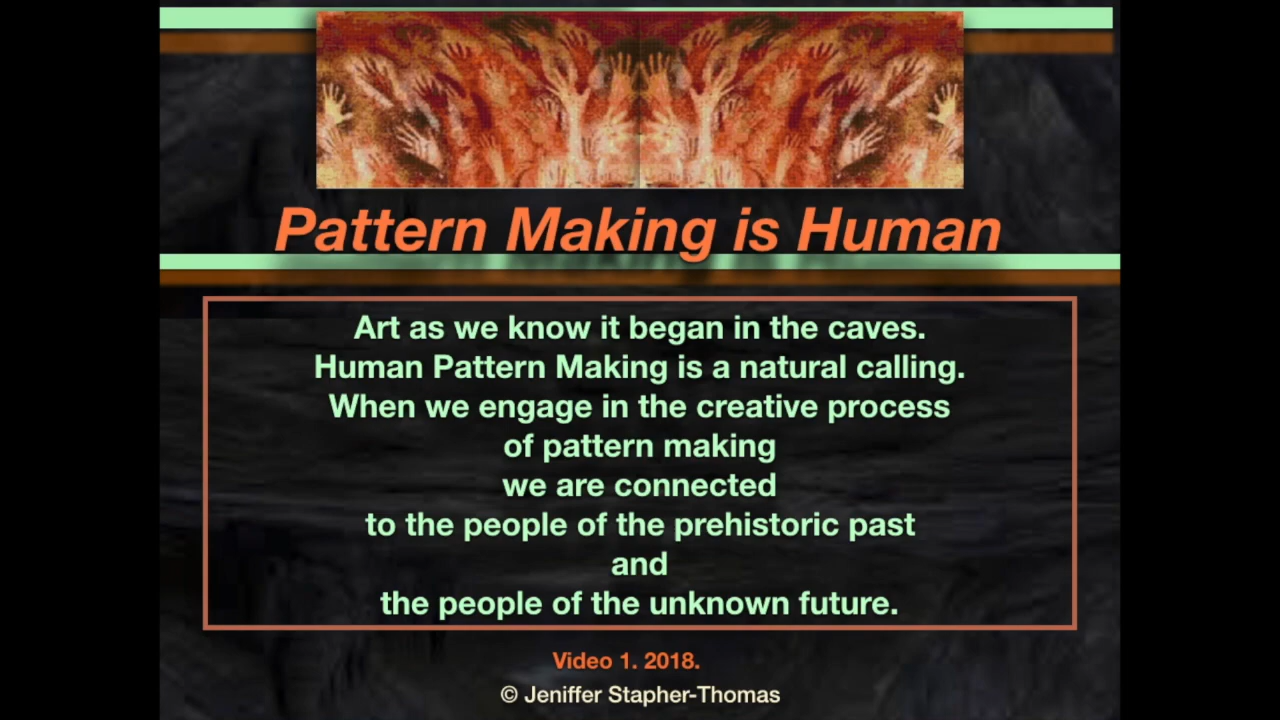 Pattern Making is Human
Art as we know it began in the caves.
Human Pattern Making is a natural calling.
When we engage in the creative process
of pattern making
we are connected
to the people of the prehistoric past
and
the people of the unknown future.
Video 1. 2018.
© Jeniffer Stapher-Thomas